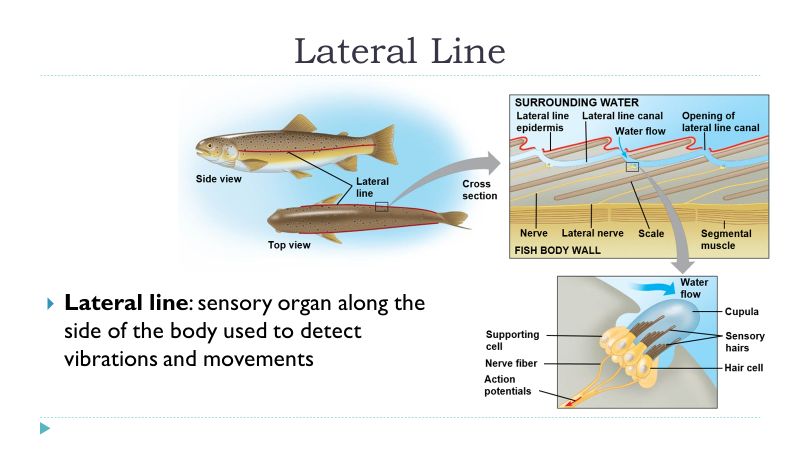 Lateral Line
Side view
Lateral
line
Top view
Cross
section
SURROUNDING WATER
Lateral line
epidermis
Lateral line canal
Opening of
lateral line canal
Water flow
Nerve
Lateral nerve
Scale
Segmental
muscle
FISH BODY WALL
Lateral line: sensory organ along the
side of the body used to detect
vibrations and movements
Water
flow
Cupula
Supporting
cell
Sensory
hairs
Nerve fiber
Hair cell
Action
potentials